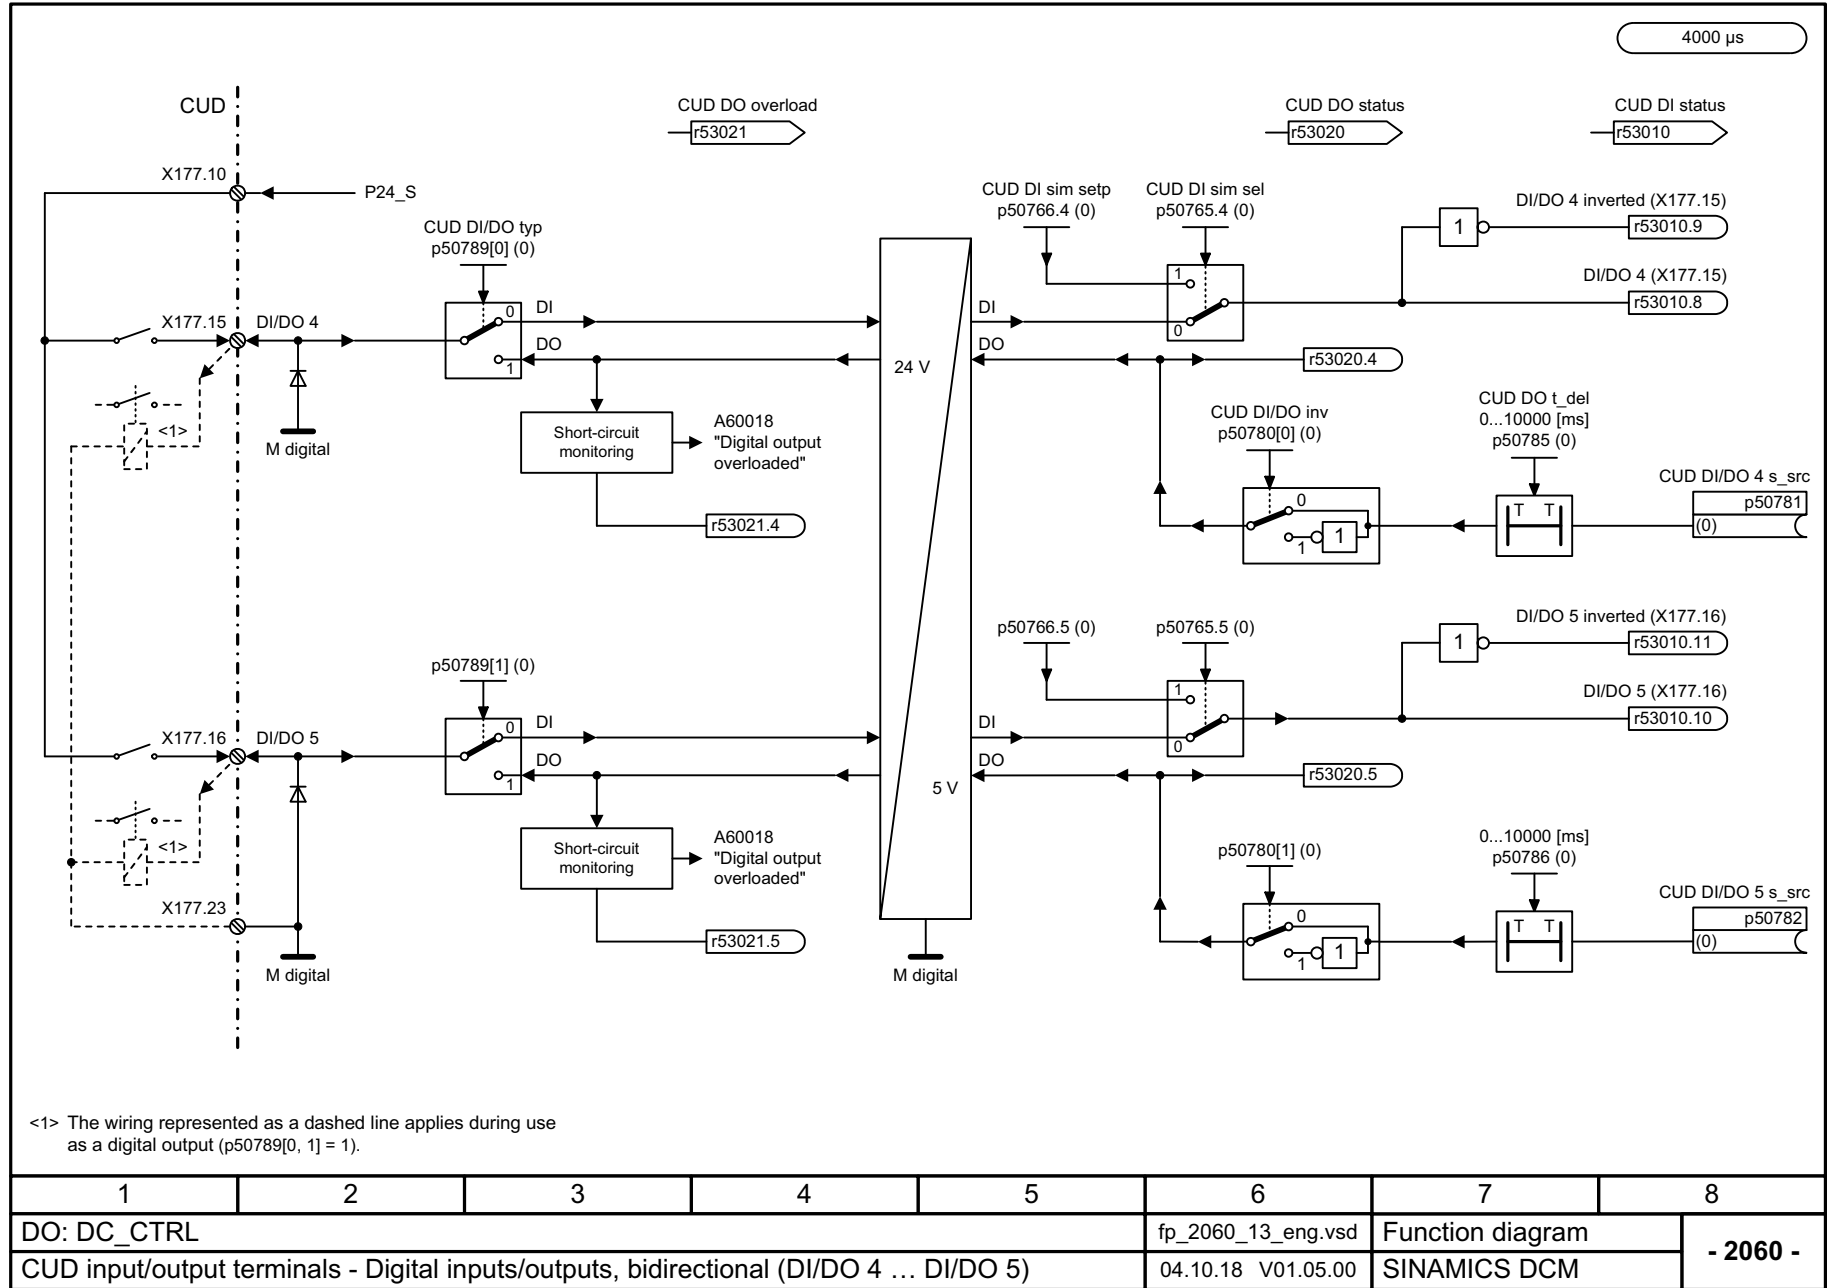 4000 µs
CUD
CUD DO overload
r53021
CUD DO status
r53020
CUD DI status
r53010
X177.10
P24_S
CUD DI/DO typ
p50789[0] (0)
CUD DI sim setp
p50766.4 (0)
CUD DI sim sel
p50765.4 (0)
DI/DO 4 inverted (X177.15)
1
r53010.9
DI/DO 4 (X177.15)
r53010.8
X177.15
DI/DO 4
0
1
DI
DO
24 V
DI
DO
1
0
r53020.4
<1>
M digital
Short-circuit
monitoring
A60018
"Digital output
overloaded"
r53021.4
CUD DI/DO inv
p50780[0] (0)
0
1
1
CUD DO t_del
0...10000 [ms]
p50785 (0)
T T
CUD DI/DO 4 s_src
p50781
(0)
p50789[1] (0)
p50766.5 (0)
p50765.5 (0)
DI/DO 5 inverted (X177.16)
1
r53010.11
DI/DO 5 (X177.16)
r53010.10
X177.16
DI/DO 5
0
1
DI
DO
5 V
DI
DO
1
0
r53020.5
<1>
Short-circuit
monitoring
A60018
"Digital output
overloaded"
r53021.5
p50780[1] (0)
0
1
1
0...10000 [ms]
p50786 (0)
T T
CUD DI/DO 5 s_src
p50782
(0)
X177.23
M digital
M digital
<1> The wiring represented as a dashed line applies during use
as a digital output (p50789[0, 1] = 1).
1 2 3 4 5 6 7 8
DO: DC_CTRL
fp_2060_13_eng.vsd
Function diagram
- 2060 -
CUD input/output terminals - Digital inputs/outputs, bidirectional (DI/DO 4 … DI/DO 5)
04.10.18 V01.05.00
SINAMICS DCM